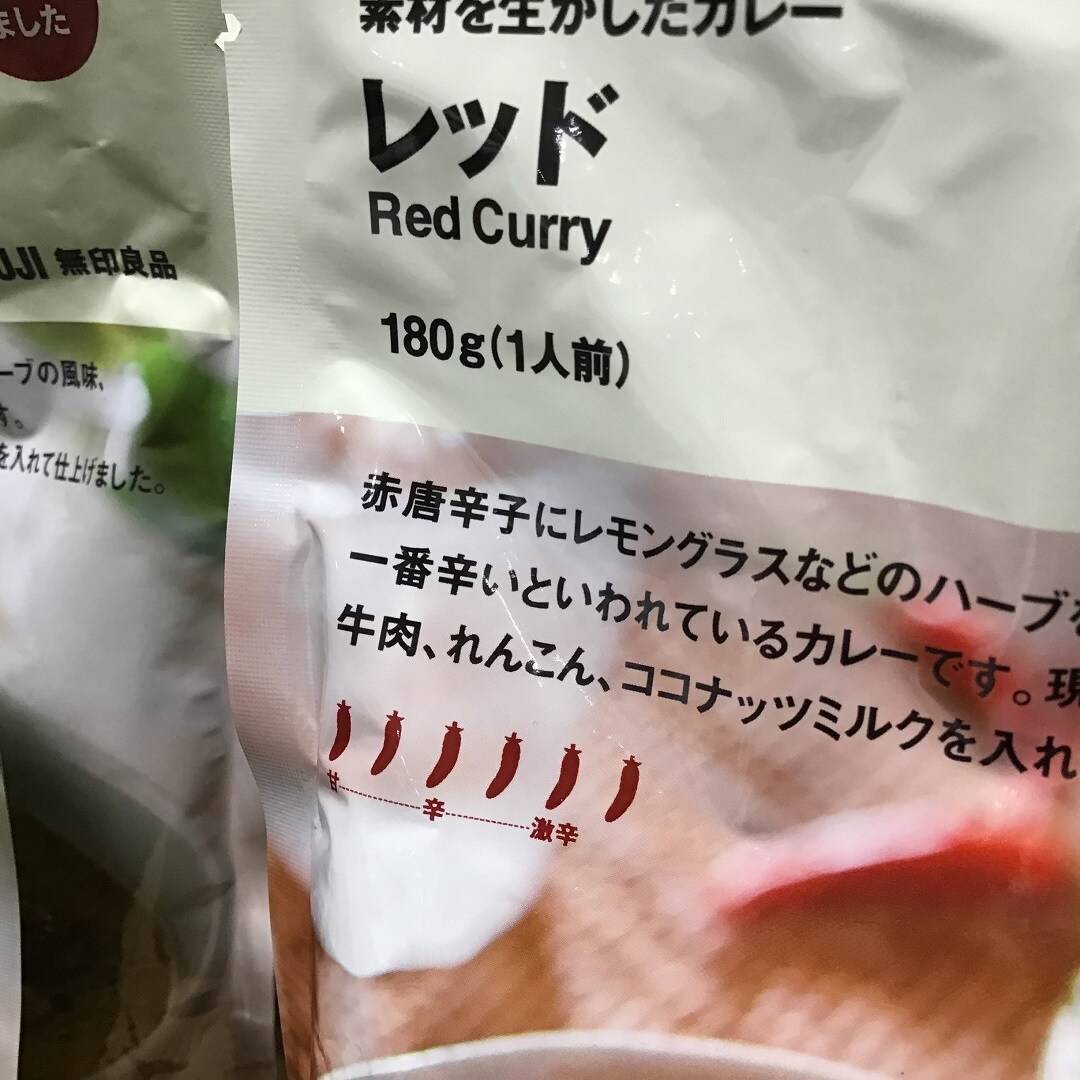 ました
無印良品
ーブの風味、
す。
を入れて仕上げました。
素材を生かしたカレー
レッド
Red Curry
180g(1人前)
赤唐辛子にレモングラスなどのハーブを
一番辛いといわれているカレーです。現
牛肉、れんこん、ココナッツミルクを入れ
甘 辛 激辛